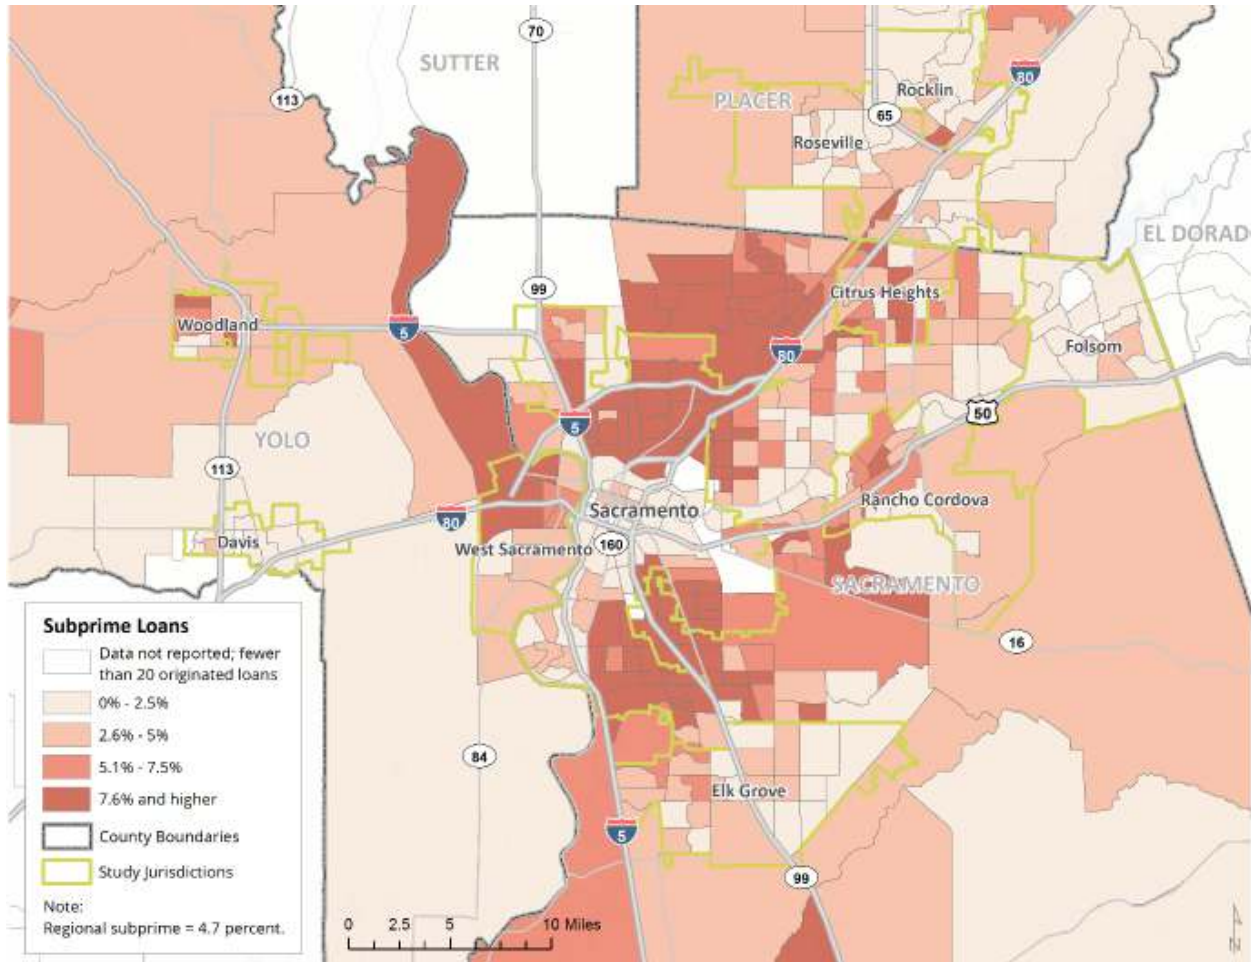 70
SUTTER
80
113
PLACER
Rocklin
65
Roseville
EL DORADO
99
Citrus Heights
Woodland
5
80
Folsom
50
5
YOLO
113
Rancho Cordova
Sacramento
80
Davis
West Sacramento
160
SACRAMENTO
16
84
Elk Grove
5
99
Subprime Loans
Data not reported; fewer
than 20 originated loans
0% - 2.5%
2.6% - 5%
5.1% - 7.5%
7.6% and higher
County Boundaries
Study Jurisdictions
Note:
Regional subprime = 4.7 percent.
0 2.5 5 10 Miles
N